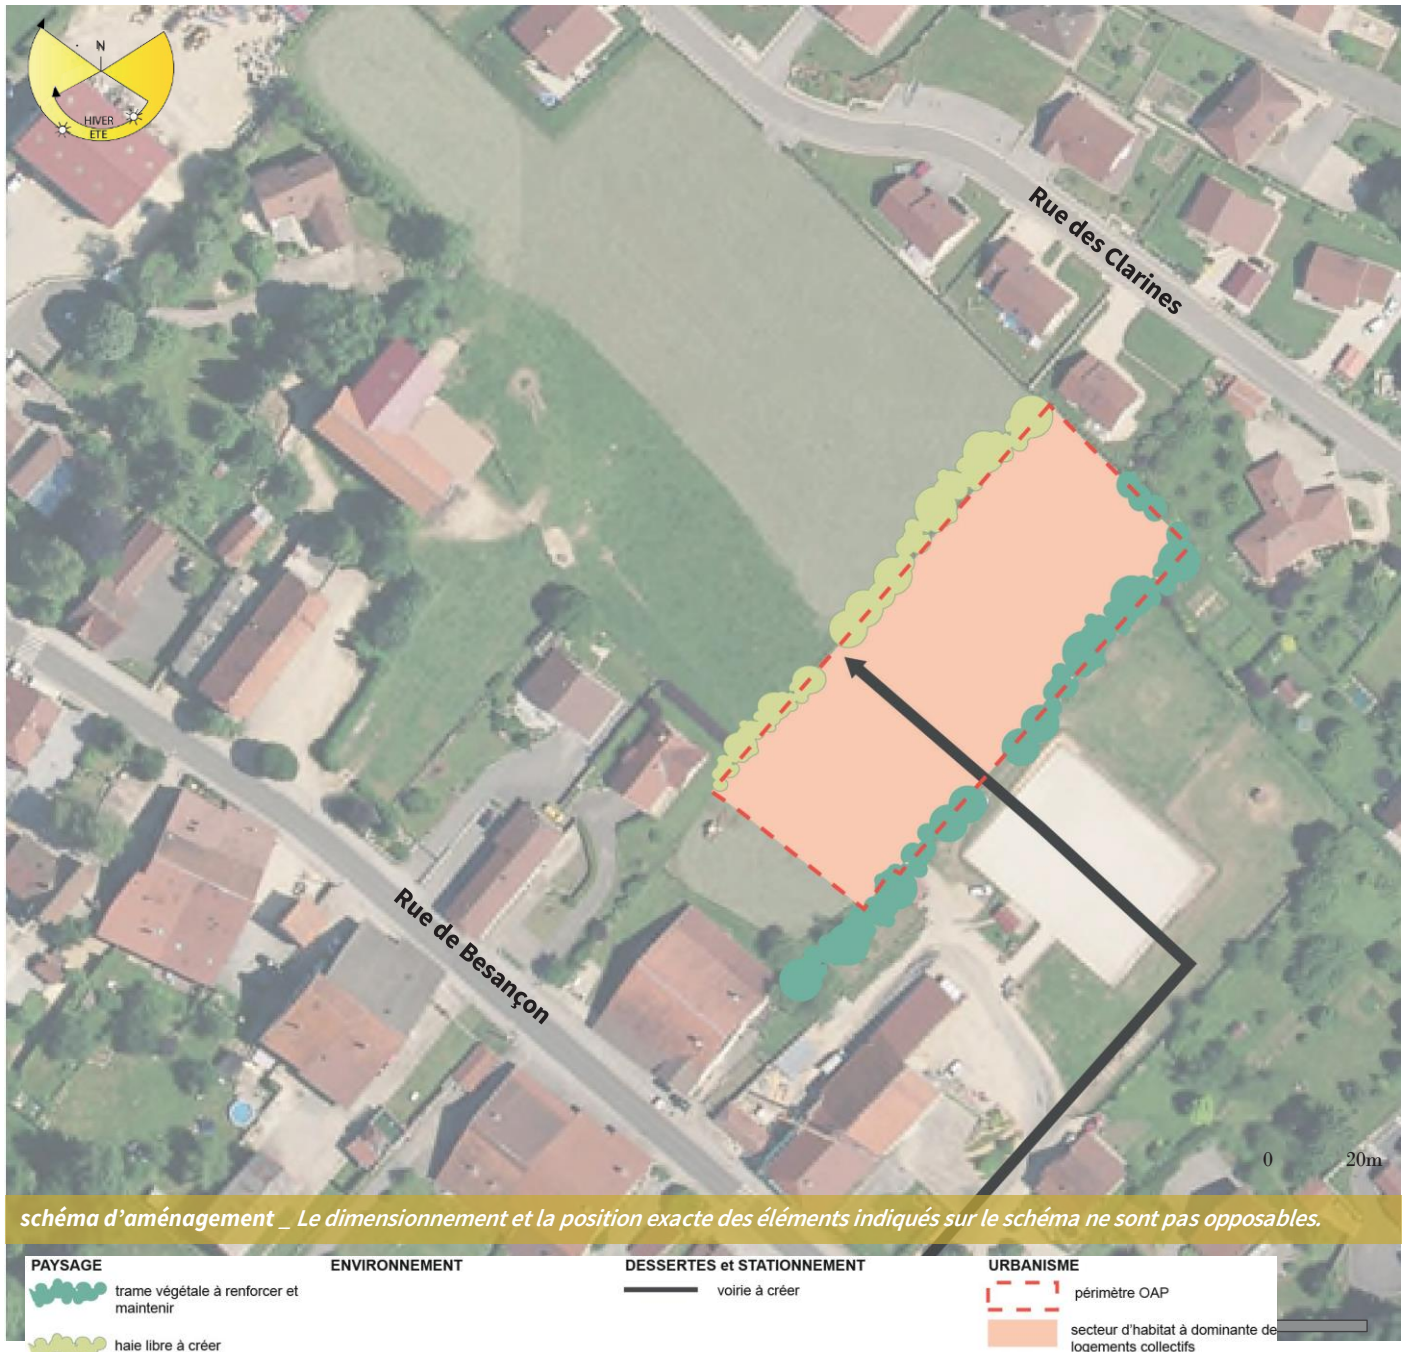 N
HIVER
ETE
Rue des Clarines
Rue de Besançon
0 20m
schéma d'aménagement _ Le dimensionnement et la position exacte des éléments indiqués sur le schéma ne sont pas opposables.
PAYSAGE
trame végétale à renforcer et
maintenir
haie libre à créer
ENVIRONNEMENT
DESSERTES et STATIONNEMENT
voirie à créer
URBANISME
périmètre OAP
secteur d'habitat à dominante de
logements collectifs